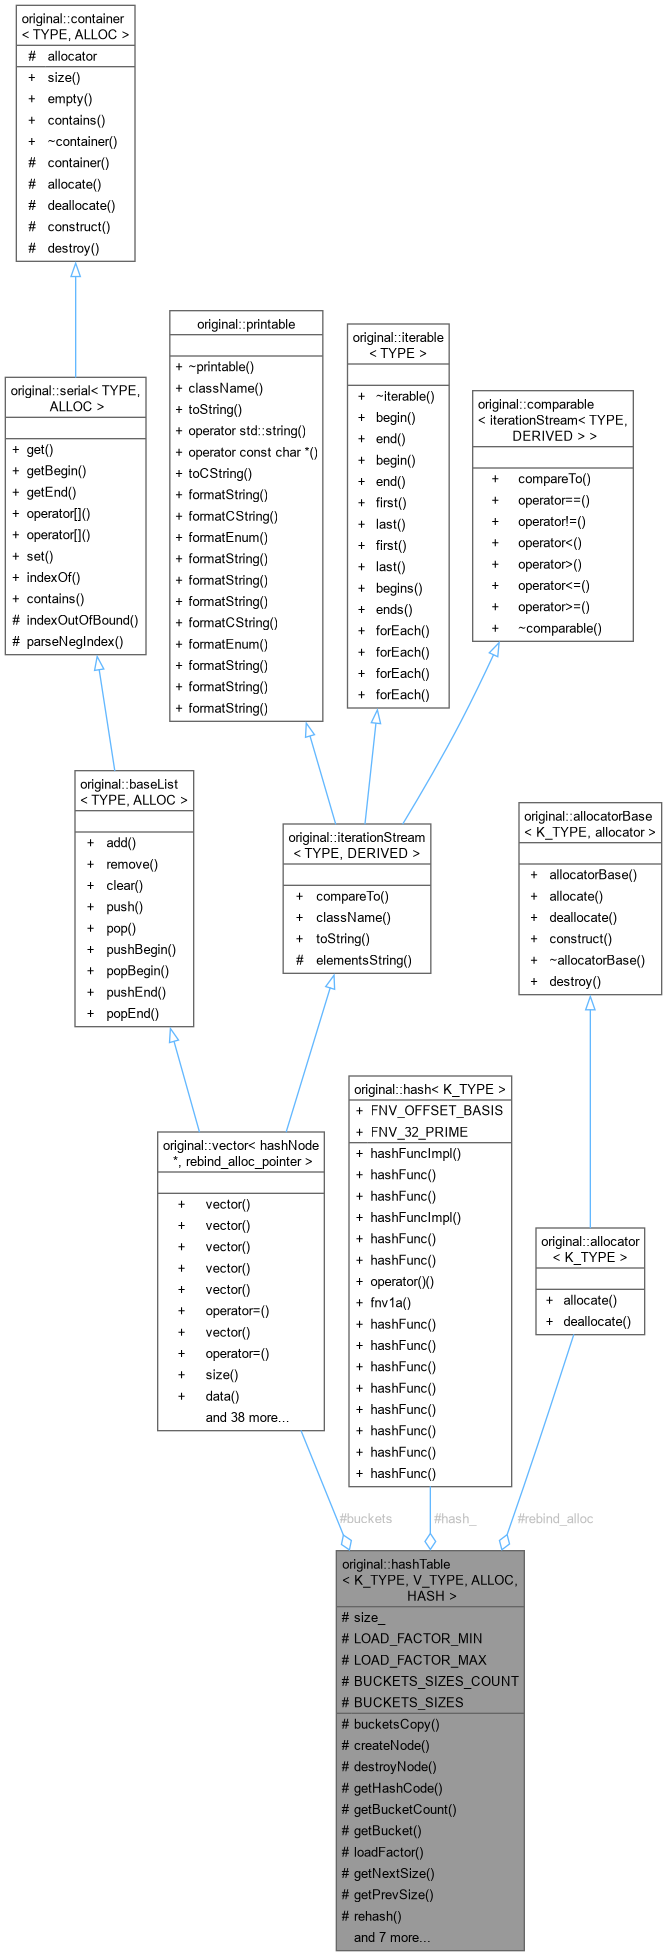 original::container
< TYPE, ALLOC >
# allocator
+ size()
+ empty()
+ contains()
+ ~container()
# container()
# allocate()
# deallocate()
# construct()
# destroy()
original::serial< TYPE,
ALLOC >
+ get()
+ getBegin()
+ getEnd()
+ operator[]()
+ operator[]()
+ set()
+ indexOf()
+ contains()
# indexOutOfBound()
# parseNegIndex()
original::printable
+ ~printable()
+ className()
+ toString()
+ operator std::string()
+ operator const char *()
+ toCString()
+ formatString()
+ formatCString()
+ formatEnum()
+ formatString()
+ formatString()
+ formatString()
+ formatCString()
+ formatEnum()
+ formatString()
+ formatString()
+ formatString()
original::iterable
< TYPE >
+ ~iterable()
+ begin()
+ end()
+ begin()
+ end()
+ first()
+ last()
+ first()
+ last()
+ begins()
+ ends()
+ forEach()
+ forEach()
+ forEach()
+ forEach()
original::comparable
< iterationStream< TYPE,
DERIVED > >
+ compareTo()
+ operator==()
+ operator!=()
+ operator<()
+ operator>()
+ operator<=()
+ operator>=()
+ ~comparable()
original::baseList
< TYPE, ALLOC >
+ add()
+ remove()
+ clear()
+ push()
+ pop()
+ pushBegin()
+ popBegin()
+ pushEnd()
+ popEnd()
original::iterationStream
< TYPE, DERIVED >
+ compareTo()
+ className()
+ toString()
# elementsString()
original::allocatorBase
< K_TYPE, allocator >
+ allocatorBase()
+ allocate()
+ deallocate()
+ construct()
+ ~allocatorBase()
+ destroy()
original::vector< hashNode
*, rebind_alloc_pointer >
+ vector()
+ vector()
+ vector()
+ vector()
+ vector()
+ operator=()
+ vector()
+ operator=()
+ size()
+ data()
and 38 more...
original::hash< K_TYPE >
+ FNV_OFFSET_BASIS
+ FNV_32_PRIME
+ hashFuncImpl()
+ hashFunc()
+ hashFunc()
+ hashFuncImpl()
+ hashFunc()
+ hashFunc()
+ operator()()
+ fnv1a()
+ hashFunc()
+ hashFunc()
+ hashFunc()
+ hashFunc()
+ hashFunc()
+ hashFunc()
+ hashFunc()
+ hashFunc()
original::allocator
< K_TYPE >
+ allocate()
+ deallocate()
#buckets
#hash_
#rebind_alloc
original::hashTable
< K_TYPE, V_TYPE, ALLOC,
HASH >
# size_
# LOAD_FACTOR_MIN
# LOAD_FACTOR_MAX
# BUCKETS_SIZES_COUNT
# BUCKETS_SIZES
# bucketsCopy()
# createNode()
# destroyNode()
# getHashCode()
# getBucketCount()
# getBucket()
# loadFactor()
# getNextSize()
# getPrevSize()
# rehash()
and 7 more...